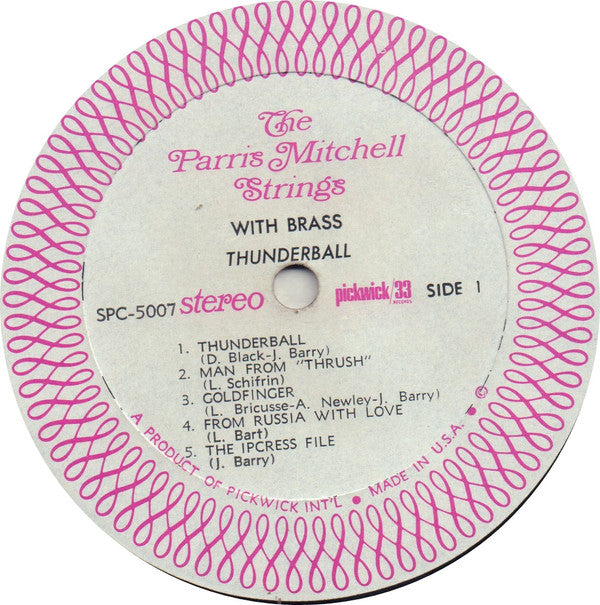 The
Parris Mitchell
Strings
WITH BRASS
THUNDERBALL
SPC-5007 stereo pickwick/33 RECORDS SIDE 1
1. THUNDERBALL
(D. Black-J. Barry)
2. MAN FROM "THRUSH"
(L. Schifrin)
3. GOLDFINGER
(L. Bricusse-A. Newley-J. Barry)
4. FROM RUSSIA WITH LOVE
(L. Bart)
5. THE IPCRESS FILE
(J. Barry)
A PRODUCT OF PICKWICK INT'L • MADE IN U.S.A. • ©